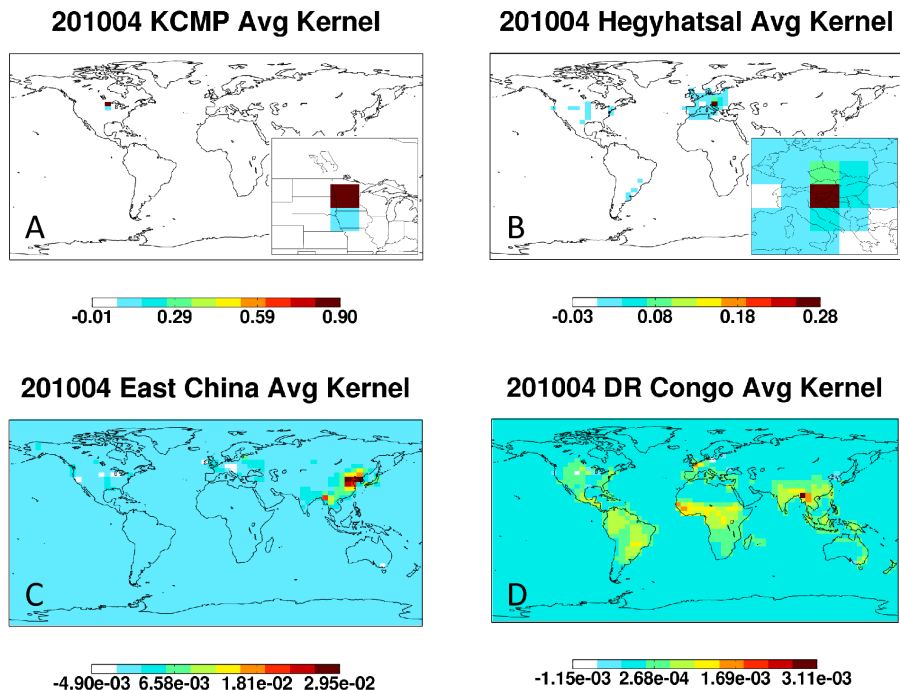 201004 KCMP Avg Kernel
A
-0.01 0.29 0.59 0.90
201004 Hegyhatsal Avg Kernel
B
-0.03 0.08 0.18 0.28
201004 East China Avg Kernel
C
-4.90e-03 6.58e-03 1.81e-02 2.95e-02
201004 DR Congo Avg Kernel
D
-1.15e-03 2.68e-04 1.69e-03 3.11e-03